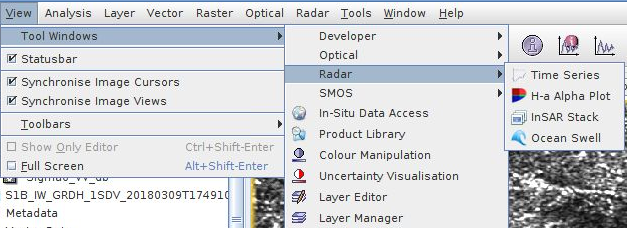 View Analysis Layer Vector Raster Optical Radar Tools Window Help
Tool Windows
Statusbar
Synchronise Image Cursors
Synchronise Image Views
Toolbars
Show Only Editor Ctrl+Shift-Enter
Full Screen Alt+Shift-Enter
Developer
Optical
Radar
SMOS
In-Situ Data Access
Product Library
Colour Manipulation
Uncertainty Visualisation
Layer Editor
Layer Manager
Time Series
H-a Alpha Plot
InSAR Stack
Ocean Swell
S1B_IW_GRDH_1SDV_20180309T174910
Metadata